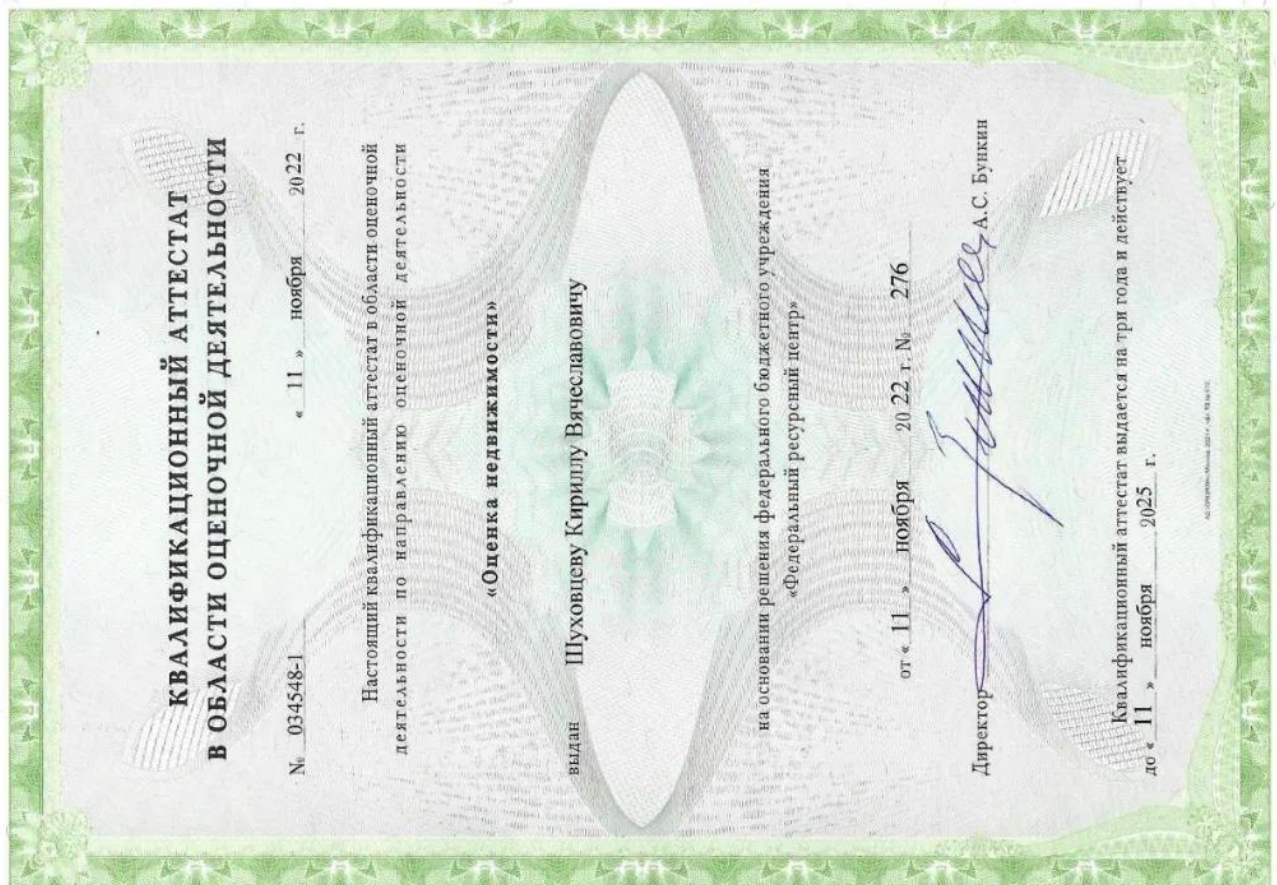 КВАЛИФИКАЦИОННЫЙ АТТЕСТАТ
В ОБЛАСТИ ОЦЕНОЧНОЙ ДЕЯТЕЛЬНОСТИ
№ 034548-1 « 11 » ноября 2022 г.
Настоящий квалификационный аттестат в области оценочной
деятельности по направлению оценочной деятельности
«Оценка недвижимости»
выдан Шуховцеву Кириллу Вячеславовичу
на основании решения федерального бюджетного учреждения
«Федеральный ресурсный центр»
от « 11 » ноября 20 22 г. № 276
Директор А.С. Бункин
Квалификационный аттестат выдается на три года и действует
до « 11 » ноября 2025 г.